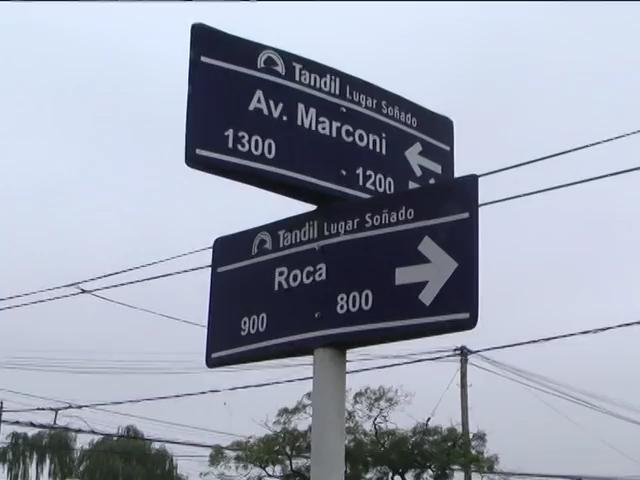 Tandil Lugar Soñado
Av. Marconi
1300 1200
Tandil Lugar Soñado
Roca
900 800